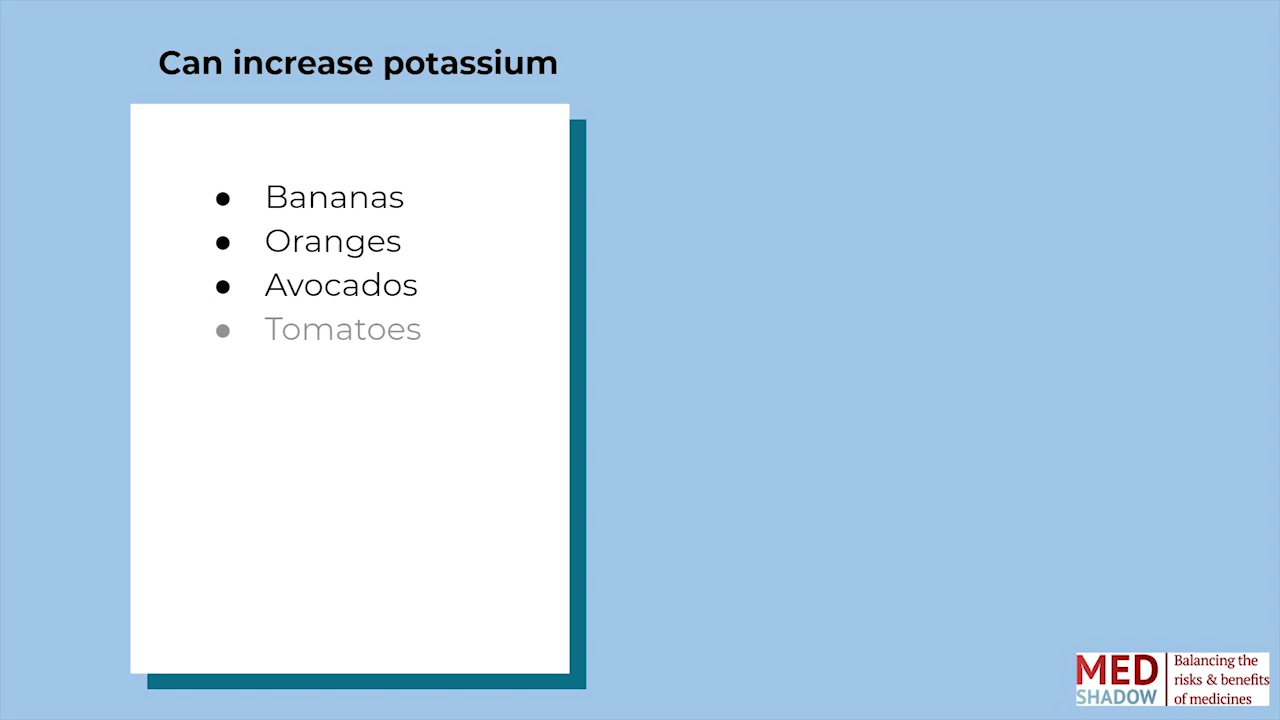 Can increase potassium
● Bananas
● Oranges
● Avocados
● Tomatoes
MED
SHADOW
Balancing the
risks & benefits
of medicines